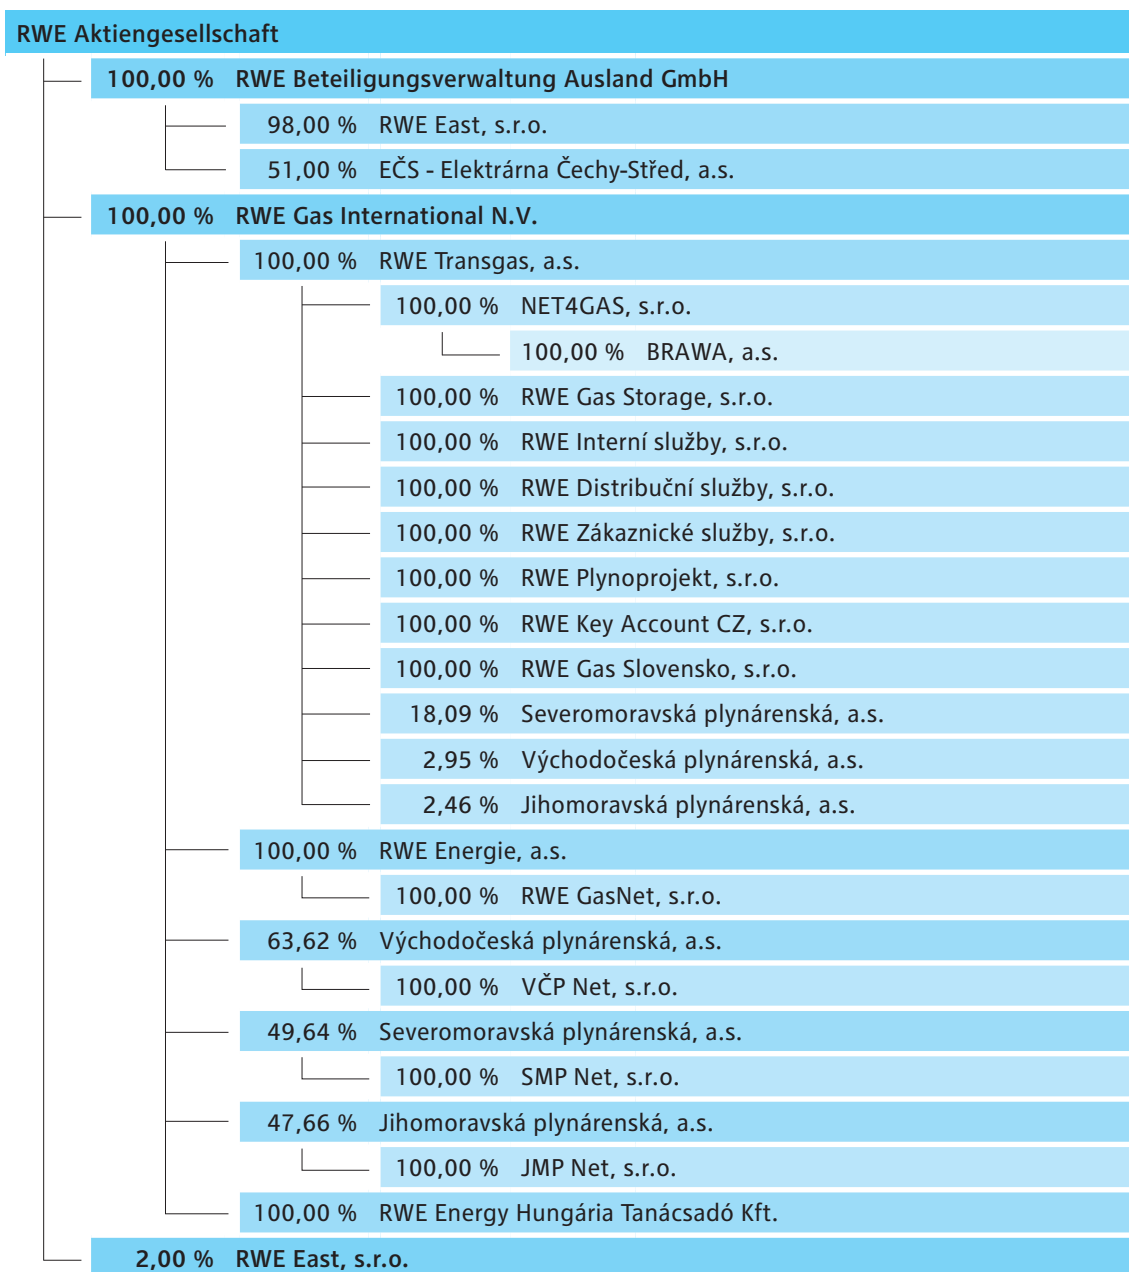 RWE Aktiengesellschaft
100,00 % RWE Beteiligungsverwaltung Ausland GmbH
98,00 % RWE East, s.r.o.
51,00 % EČS - Elektrárna Čechy-Střed, a.s.
100,00 % RWE Gas International N.V.
100,00 % RWE Transgas, a.s.
100,00 % NET4GAS, s.r.o.
100,00 % BRAWA, a.s.
100,00 % RWE Gas Storage, s.r.o.
100,00 % RWE Interní služby, s.r.o.
100,00 % RWE Distribuční služby, s.r.o.
100,00 % RWE Zákaznické služby, s.r.o.
100,00 % RWE Plynoprojekt, s.r.o.
100,00 % RWE Key Account CZ, s.r.o.
100,00 % RWE Gas Slovensko, s.r.o.
18,09 % Severomoravská plynárenská, a.s.
2,95 % Východočeská plynárenská, a.s.
2,46 % Jihomoravská plynárenská, a.s.
100,00 % RWE Energie, a.s.
100,00 % RWE GasNet, s.r.o.
63,62 % Východočeská plynárenská, a.s.
100,00 % VČP Net, s.r.o.
49,64 % Severomoravská plynárenská, a.s.
100,00 % SMP Net, s.r.o.
47,66 % Jihomoravská plynárenská, a.s.
100,00 % JMP Net, s.r.o.
100,00 % RWE Energy Hungária Tanácsadó Kft.
2,00 % RWE East, s.r.o.